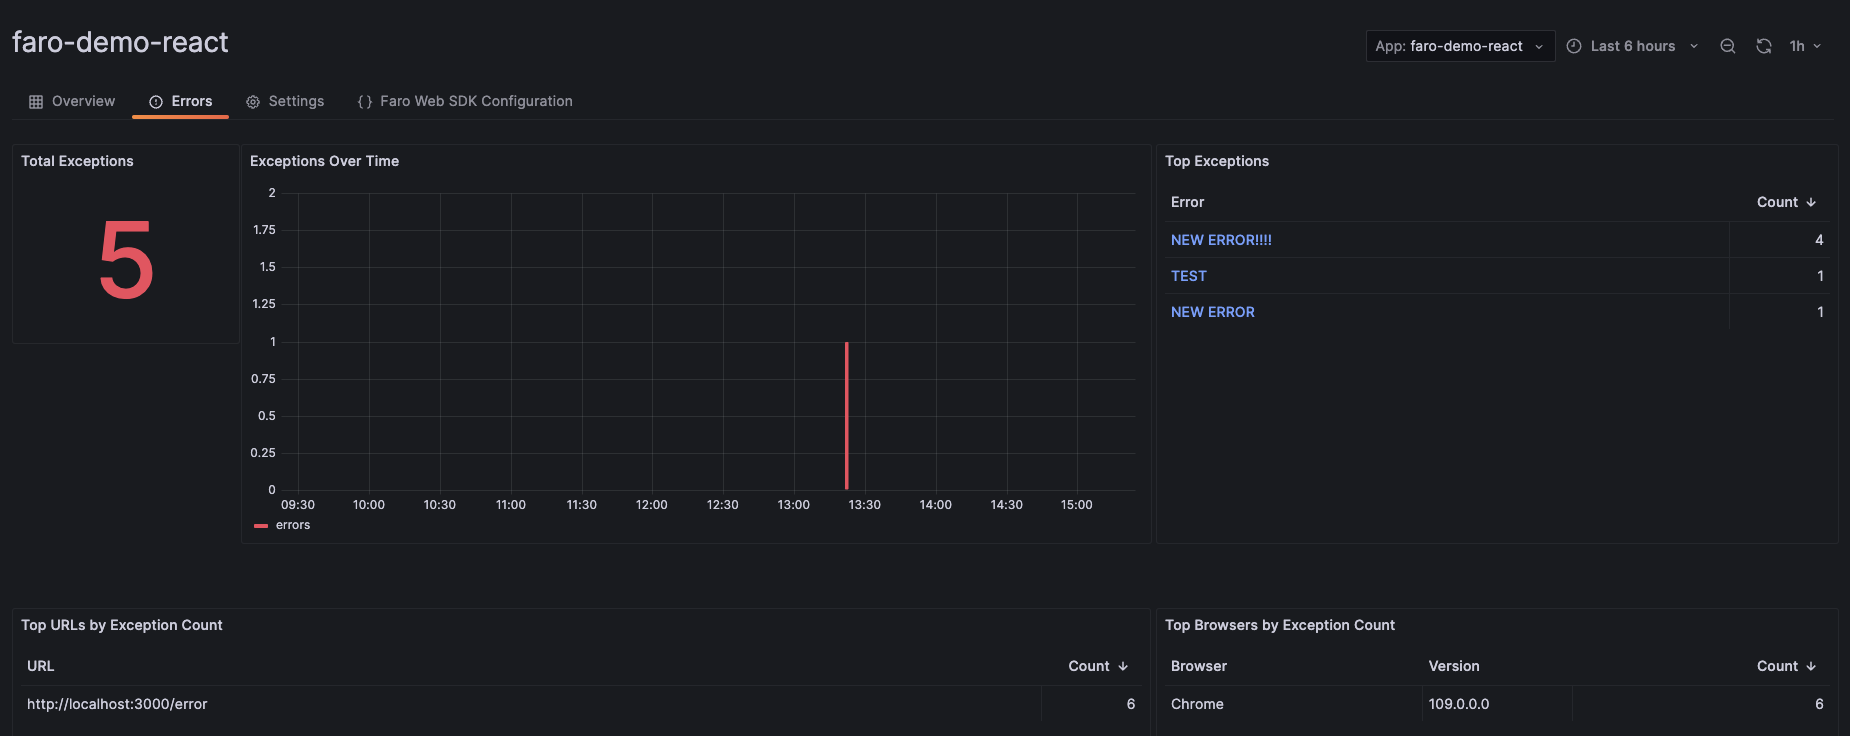 faro-demo-react
App: faro-demo-react
Last 6 hours
1h
Overview
Errors
Settings
Faro Web SDK Configuration
Total Exceptions
5
Exceptions Over Time
2
1.75
1.5
1.25
1
0.75
0.5
0.25
0
09:30 10:00 10:30 11:00 11:30 12:00 12:30 13:00 13:30 14:00 14:30 15:00
errors
Top Exceptions
Error Count
NEW ERROR!!!! 4
TEST 1
NEW ERROR 1
Top URLs by Exception Count
URL Count
http://localhost:3000/error 6
Top Browsers by Exception Count
Browser Version Count
Chrome 109.0.0.0 6